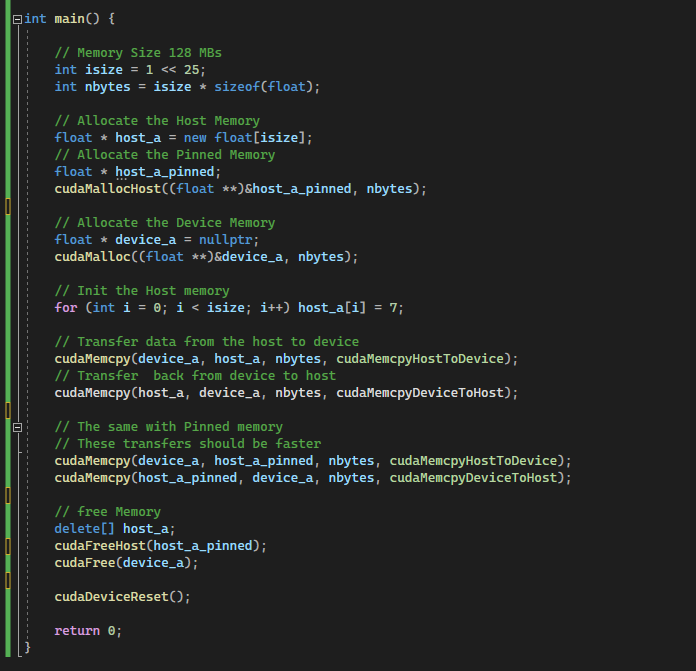 int main() {
// Memory Size 128 MBs
int isize = 1 << 25;
int nbytes = isize * sizeof(float);
// Allocate the Host Memory
float * host_a = new float[isize];
// Allocate the Pinned Memory
float * host_a_pinned;
cudaMallocHost((float **)&host_a_pinned, nbytes);
// Allocate the Device Memory
float * device_a = nullptr;
cudaMalloc((float **)&device_a, nbytes);
// Init the Host memory
for (int i = 0; i < isize; i++) host_a[i] = 7;
// Transfer data from the host to device
cudaMemcpy(device_a, host_a, nbytes, cudaMemcpyHostToDevice);
// Transfer  back from device to host
cudaMemcpy(host_a, device_a, nbytes, cudaMemcpyDeviceToHost);
// The same with Pinned memory
// These transfers should be faster
cudaMemcpy(device_a, host_a_pinned, nbytes, cudaMemcpyHostToDevice);
cudaMemcpy(host_a_pinned, device_a, nbytes, cudaMemcpyDeviceToHost);
// free Memory
delete[] host_a;
cudaFreeHost(host_a_pinned);
cudaFree(device_a);
cudaDeviceReset();
return 0;
}